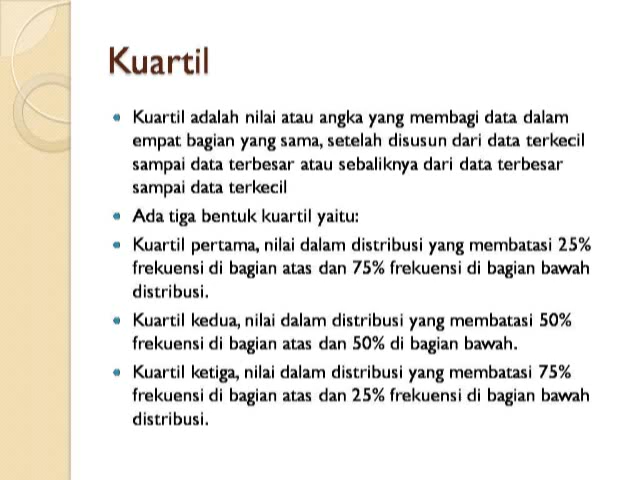 Kuartil
Kuartil adalah nilai atau angka yang membagi data dalam
empat bagian yang sama, setelah disusun dari data terkecil
sampai data terbesar atau sebaliknya dari data terbesar
sampai data terkecil
Ada tiga bentuk kuartil yaitu:
Kuartil pertama, nilai dalam distribusi yang membatasi 25%
frekuensi di bagian atas dan 75% frekuensi di bagian bawah
distribusi.
Kuartil kedua, nilai dalam distribusi yang membatasi 50%
frekuensi di bagian atas dan 50% di bagian bawah.
Kuartil ketiga, nilai dalam distribusi yang membatasi 75%
frekuensi di bagian atas dan 25% frekuensi di bagian bawah
distribusi.